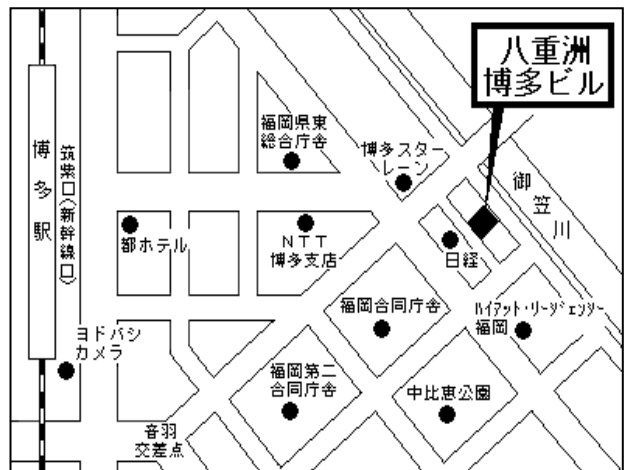 八重洲
博多ビル
福岡県東
総合庁舎
博多スター
レーン
御笠川
博多駅
筑紫口(新幹線口)
都ホテル
NTT
博多支店
日経
福岡合同庁舎
ハイアット・リージェンシー
福岡
ヨドバシ
カメラ
福岡第二
合同庁舎
中比恵公園
音羽
交差点